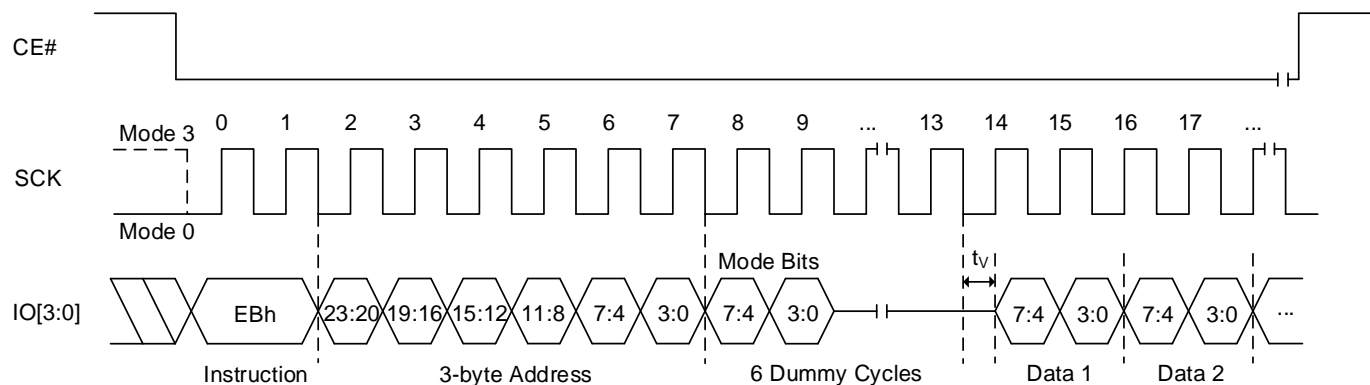 CE#
0 1 2 3 4 5 6 7 8 9 ... 13 14 15 16 17 ...
Mode 3
SCK
Mode 0
Mode Bits tV
IO[3:0] EBh 23:20 19:16 15:12 11:8 7:4 3:0 7:4 3:0 7:4 3:0 7:4 3:0 ...
Instruction 3-byte Address 6 Dummy Cycles Data 1 Data 2